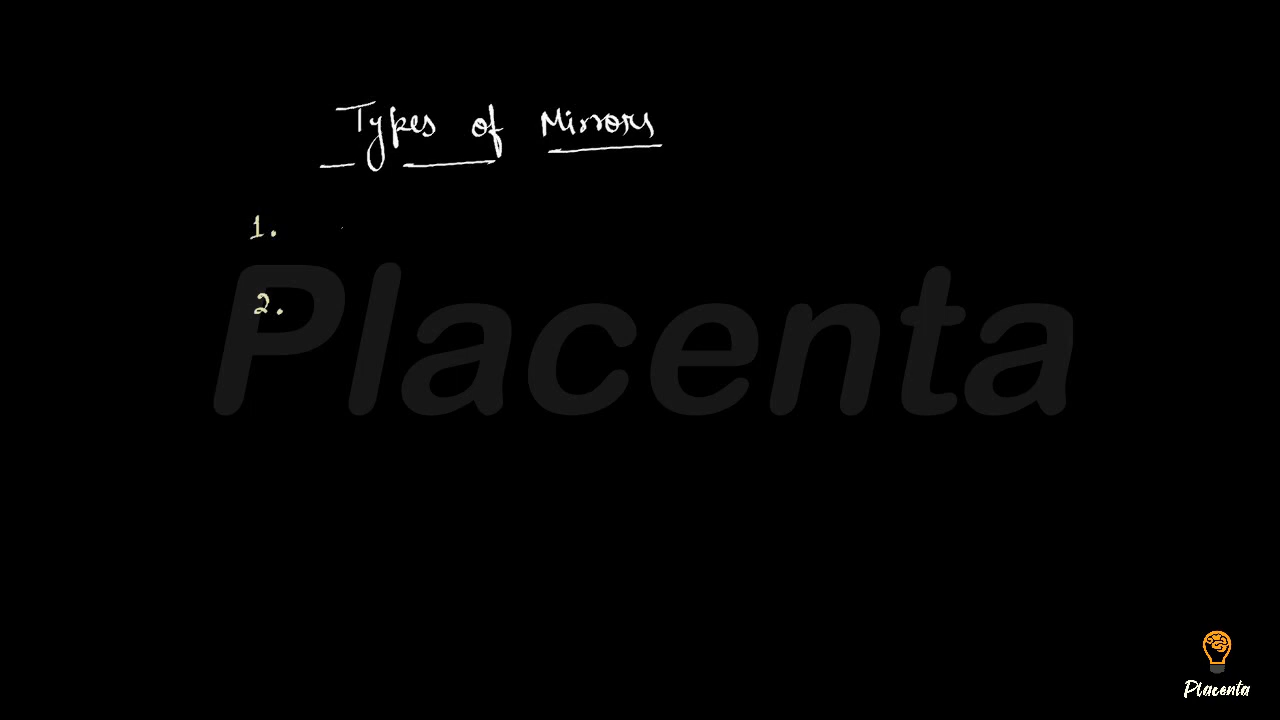 Types of Mirrors
1.
2.
Placenta
Placenta